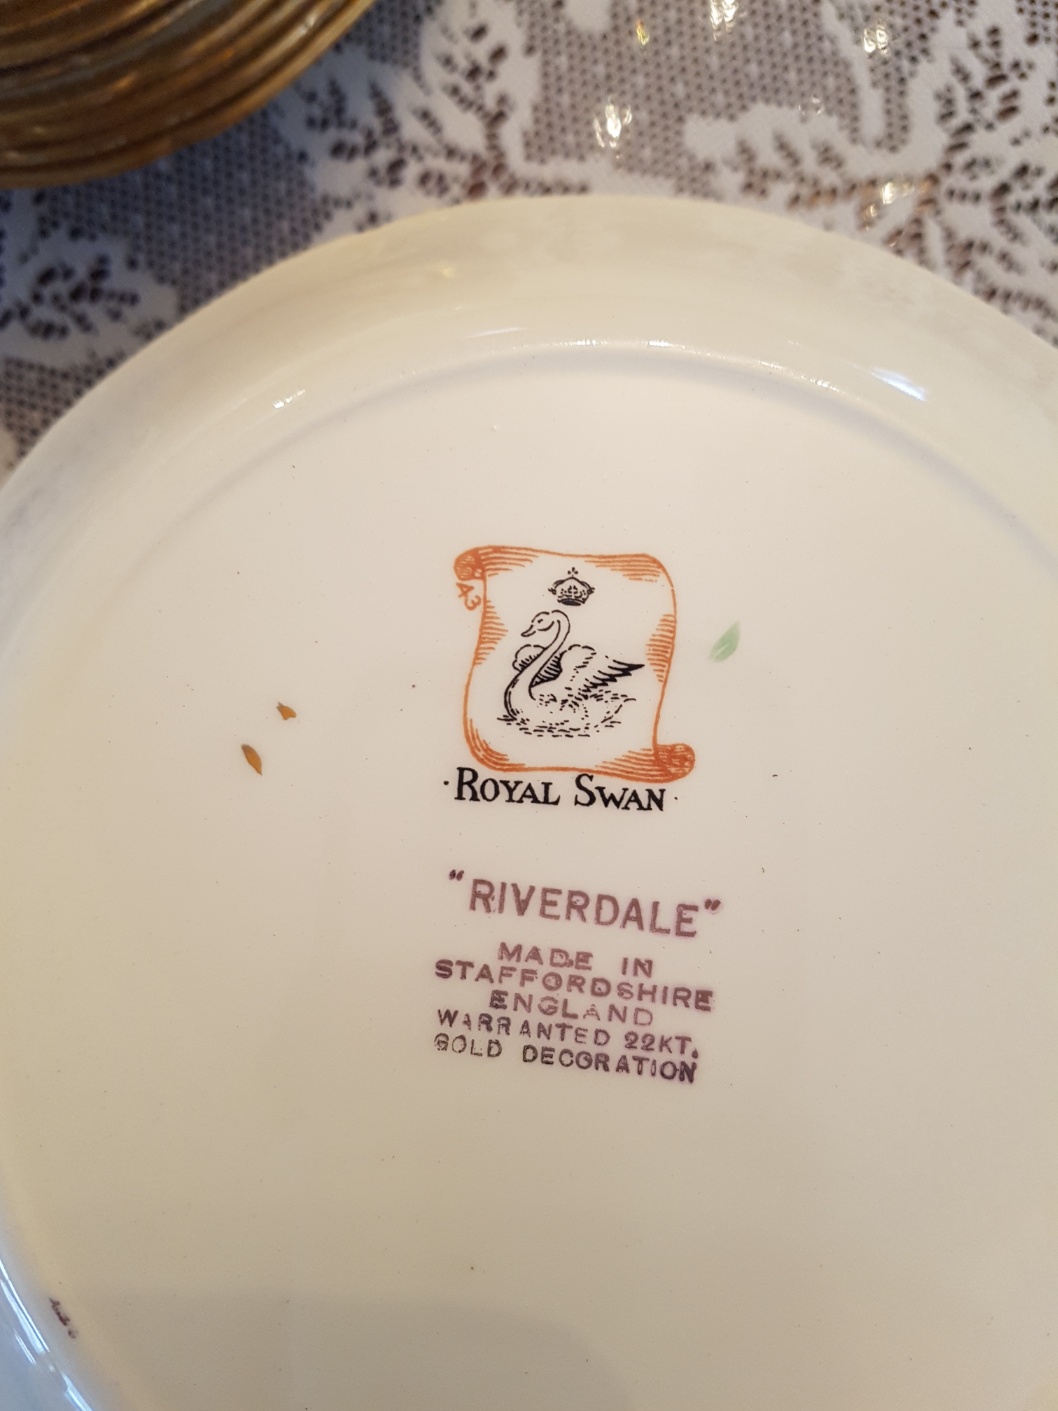 43
·ROYAL SWAN·
"RIVERDALE"
MADE IN
STAFFORDSHIRE
ENGLAND
WARRANTED 22KT.
GOLD DECORATION